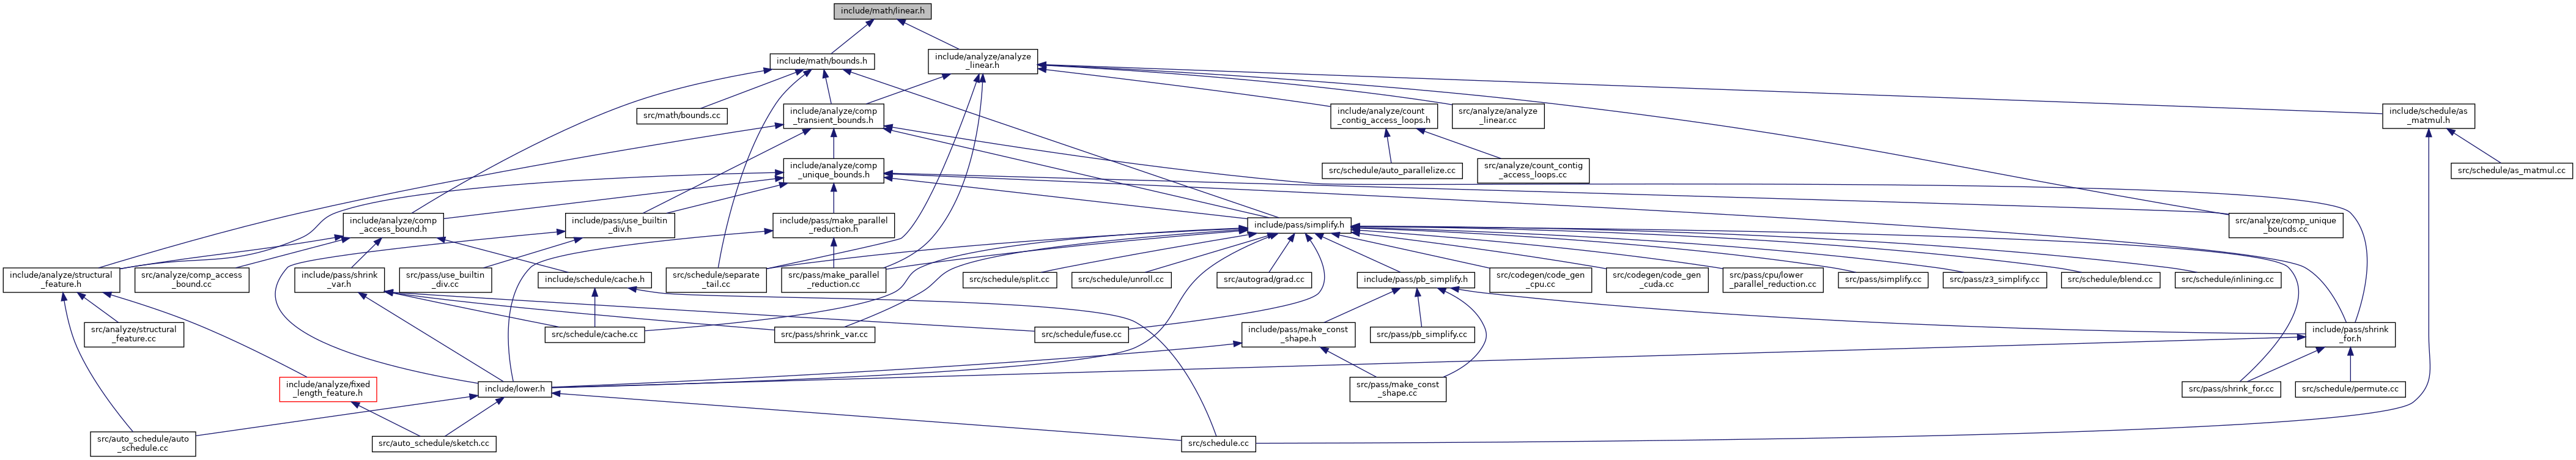 include/math/linear.h
include/math/bounds.h
include/analyze/analyze
_linear.h
src/math/bounds.cc
include/analyze/comp
_transient_bounds.h
include/analyze/count
_contig_access_loops.h
src/analyze/analyze
_linear.cc
include/schedule/as
_matmul.h
include/analyze/comp
_unique_bounds.h
src/schedule/auto_parallelize.cc
src/analyze/count_contig
_access_loops.cc
src/schedule/as_matmul.cc
include/analyze/comp
_access_bound.h
include/pass/use_builtin
_div.h
include/pass/make_parallel
_reduction.h
include/pass/simplify.h
src/analyze/comp_unique
_bounds.cc
include/analyze/structural
_feature.h
src/analyze/comp_access
_bound.cc
include/pass/shrink
_var.h
src/pass/use_builtin
_div.cc
include/schedule/cache.h
src/schedule/separate
_tail.cc
src/pass/make_parallel
_reduction.cc
src/schedule/split.cc
src/schedule/unroll.cc
src/autograd/grad.cc
include/pass/pb_simplify.h
src/codegen/code_gen
_cpu.cc
src/codegen/code_gen
_cuda.cc
src/pass/cpu/lower
_parallel_reduction.cc
src/pass/simplify.cc
src/pass/z3_simplify.cc
src/schedule/blend.cc
src/schedule/inlining.cc
src/analyze/structural
_feature.cc
src/schedule/cache.cc
src/pass/shrink_var.cc
src/schedule/fuse.cc
include/pass/make_const
_shape.h
src/pass/pb_simplify.cc
include/pass/shrink
_for.h
include/analyze/fixed
_length_feature.h
include/lower.h
src/pass/make_const
_shape.cc
src/pass/shrink_for.cc
src/schedule/permute.cc
src/auto_schedule/auto
_schedule.cc
src/auto_schedule/sketch.cc
src/schedule.cc